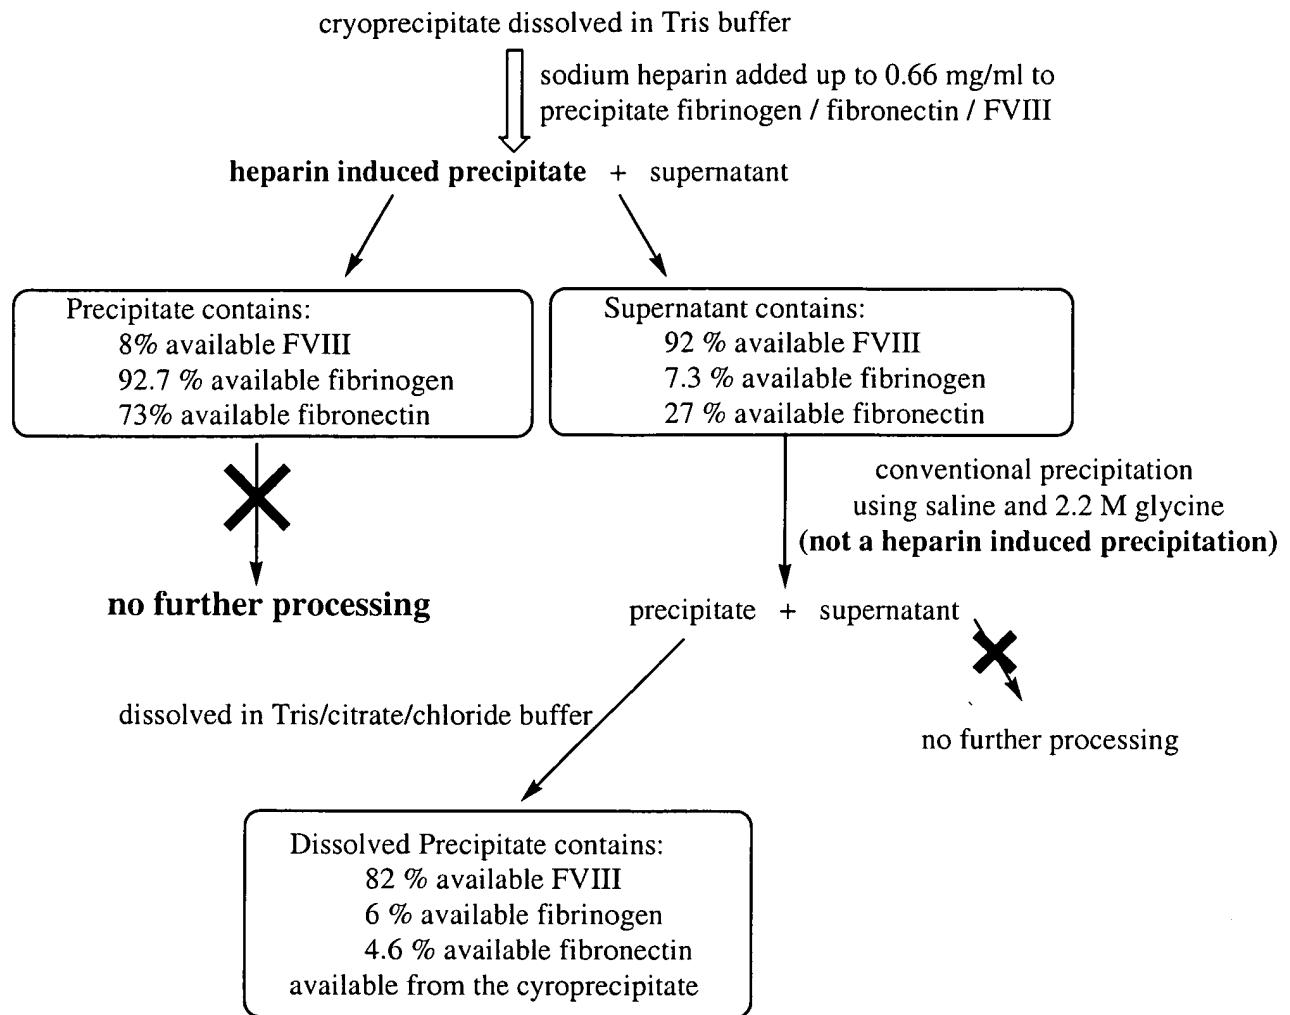 cryoprecipitate dissolved in Tris buffer
sodium heparin added up to 0.66 mg/ml to
precipitate fibrinogen / fibronectin / FVIII
heparin induced precipitate + supernatant
Precipitate contains:
8% available FVIII
92.7 % available fibrinogen
73% available fibronectin
Supernatant contains:
92 % available FVIII
7.3 % available fibrinogen
27 % available fibronectin
conventional precipitation
using saline and 2.2 M glycine
(not a heparin induced precipitation)
no further processing
precipitate + supernatant
dissolved in Tris/citrate/chloride buffer
no further processing
Dissolved Precipitate contains:
82 % available FVIII
6 % available fibrinogen
4.6 % available fibronectin
available from the cyroprecipitate